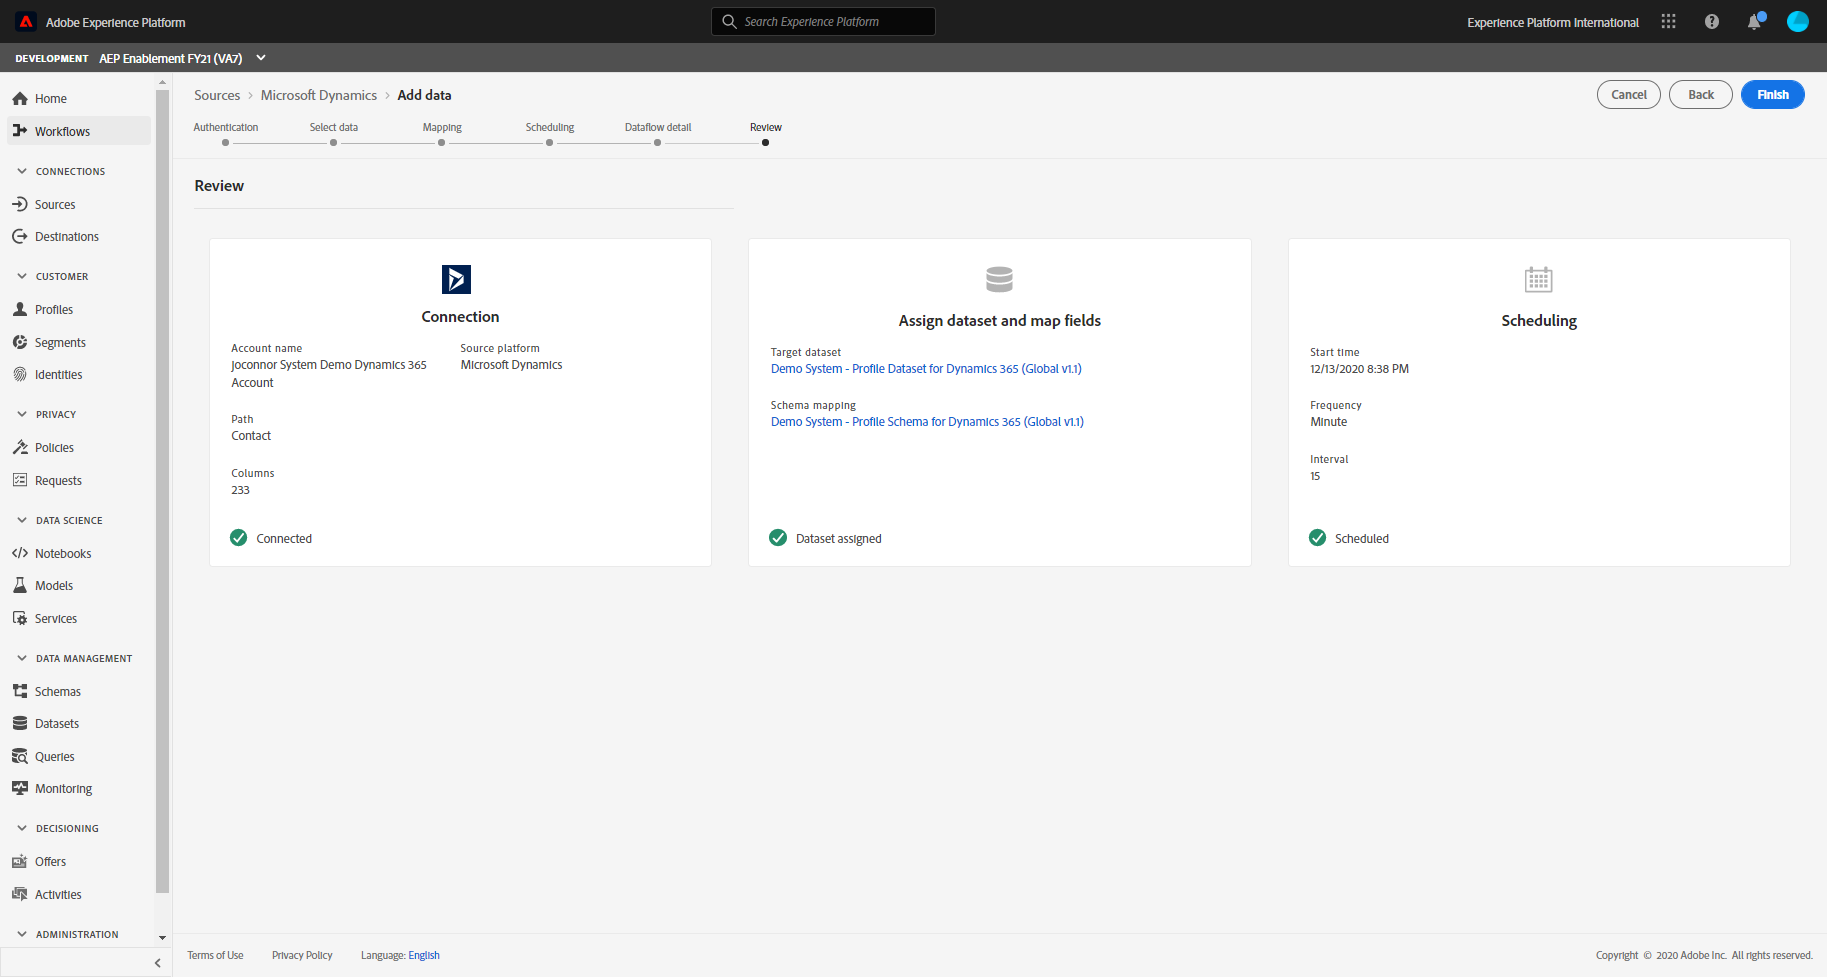 Adobe Experience Platform
Search Experience Platform
Experience Platform International
DEVELOPMENT AEP Enablement FY21 (VA7)
Home
Workflows
CONNECTIONS
Sources
Destinations
CUSTOMER
Profiles
Segments
Identities
PRIVACY
Policies
Requests
DATA SCIENCE
Notebooks
Models
Services
DATA MANAGEMENT
Schemas
Datasets
Queries
Monitoring
DECISIONING
Offers
Activities
ADMINISTRATION
Sources > Microsoft Dynamics > Add data
Cancel
Back
Finish
Authentication
Select data
Mapping
Scheduling
Dataflow detail
Review
Review
Connection
Account name
joconnor System Demo Dynamics 365
Account
Source platform
Microsoft Dynamics
Path
Contact
Columns
233
Connected
Assign dataset and map fields
Target dataset
Demo System - Profile Dataset for Dynamics 365 (Global v1.1)
Schema mapping
Demo System - Profile Schema for Dynamics 365 (Global v1.1)
Dataset assigned
Scheduling
Start time
12/13/2020 8:38 PM
Frequency
Minute
Interval
15
Scheduled
Terms of Use
Privacy Policy
Language: English
Copyright © 2020 Adobe Inc. All rights reserved.